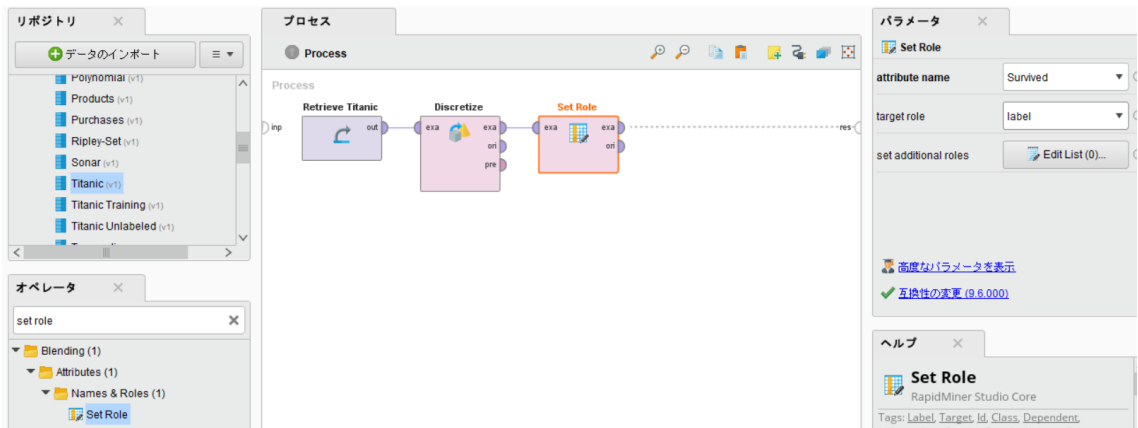 リポジトリ
データのインポート
Polynomial (v1)
Products (v1)
Purchases (v1)
Ripley-Set (v1)
Sonar (v1)
Titanic (v1)
Titanic Training (v1)
Titanic Unlabeled (v1)
オペレータ
set role
Blending (1)
Attributes (1)
Names & Roles (1)
Set Role
プロセス
Process
Process
Retrieve Titanic
Discretize
Set Role
inp
out
exa
exa
ori
pre
exa
exa
ori
res
パラメータ
Set Role
attribute name
Survived
target role
label
set additional roles
Edit List (0)...
高度なパラメータを表示
互換性の変更 (9.6.000)
ヘルプ
Set Role
RapidMiner Studio Core
Tags: Label, Target, Id, Class, Dependent,